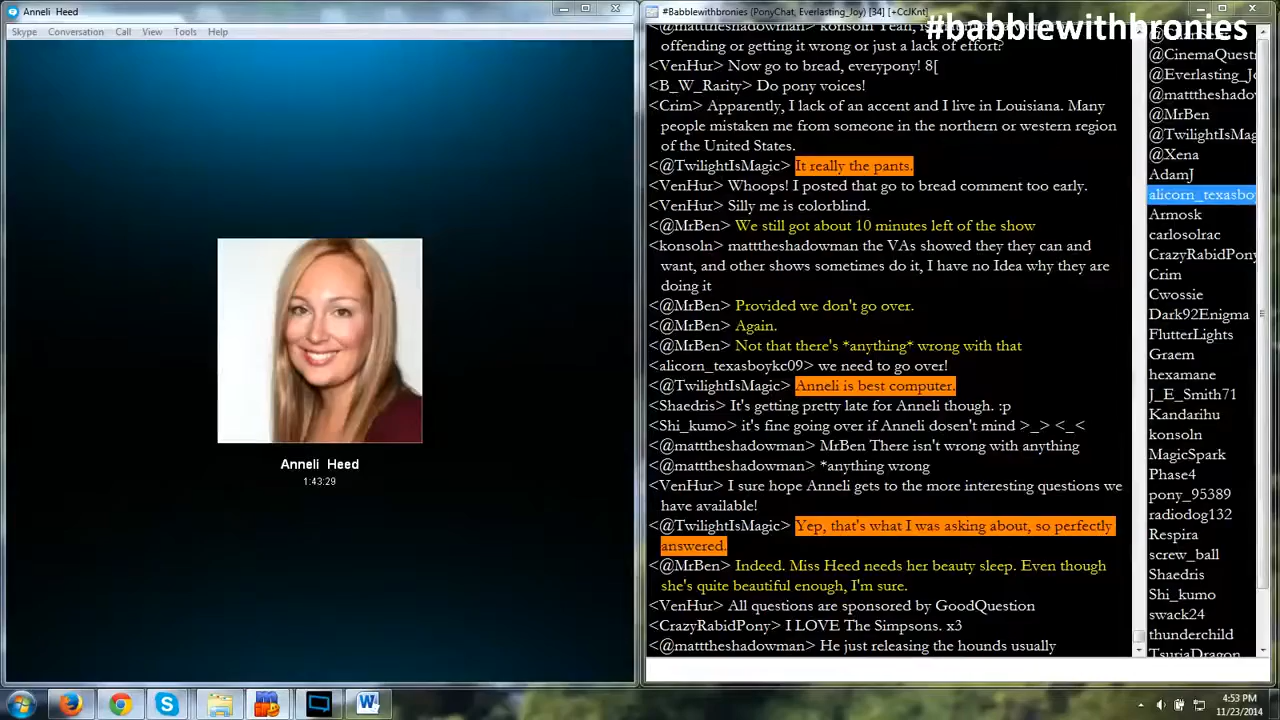 Anneli Heed
Skype Conversation Call View Tools Help
Anneli Heed
1:43:29
#Babblewithbronies (PonyChat, Everlasting_Joy) [34] [+CcJKnt]
#babblewithbronies
offending or getting it wrong or just a lack of effort?
<VenHur> Now go to bread, everypony! 8[
<B_W_Rarity> Do pony voices!
<Crim> Apparently, I lack of an accent and I live in Louisiana. Many
people mistaken me from someone in the northern or western region
of the United States.
<@TwilightIsMagic> It really the pants.
<VenHur> Whoops! I posted that go to bread comment too early.
<VenHur> Silly me is colorblind.
<@MrBen> We still got about 10 minutes left of the show
<konsoln> matttheshadowman the VAs showed they they can and
want, and other shows sometimes do it, I have no Idea why they are
doing it
<@MrBen> Provided we don't go over.
<@MrBen> Again.
<@MrBen> Not that there's *anything* wrong with that
<alicorn_texasboykc09> we need to go over!
<@TwilightIsMagic> Anneli is best computer.
<Shaedris> It's getting pretty late for Anneli though. :p
<Shi_kumo> it's fine going over if Anneli dosen't mind >_> <_<
<@matttheshadowman> MrBen There isn't wrong with anything
<@matttheshadowman> *anything wrong
<VenHur> I sure hope Anneli gets to the more interesting questions we
have available!
<@TwilightIsMagic> Yep, that's what I was asking about, so perfectly
answered.
<@MrBen> Indeed. Miss Heed needs her beauty sleep. Even though
she's quite beautiful enough, I'm sure.
<VenHur> All questions are sponsored by GoodQuestion
<CrazyRabidPony> I LOVE The Simpsons. x3
<@matttheshadowman> He just releasing the hounds usually
@CinemaQuest
@Everlasting_Jo
@matttheshadov
@MrBen
@TwilightIsMag
@Xena
AdamJ
alicorn_texasboy
Armosk
carlosolrac
CrazyRabidPony
Crim
Cwossie
Dark92Enigma
FlutterLights
Graem
hexamane
J_E_Smith71
Kandarihu
konsoln
MagicSpark
Phase4
pony_95389
radiodog132
Respira
screw_ball
Shaedris
Shi_kumo
swack24
thunderchild
TsuriaDragon
4:53 PM
11/23/2014